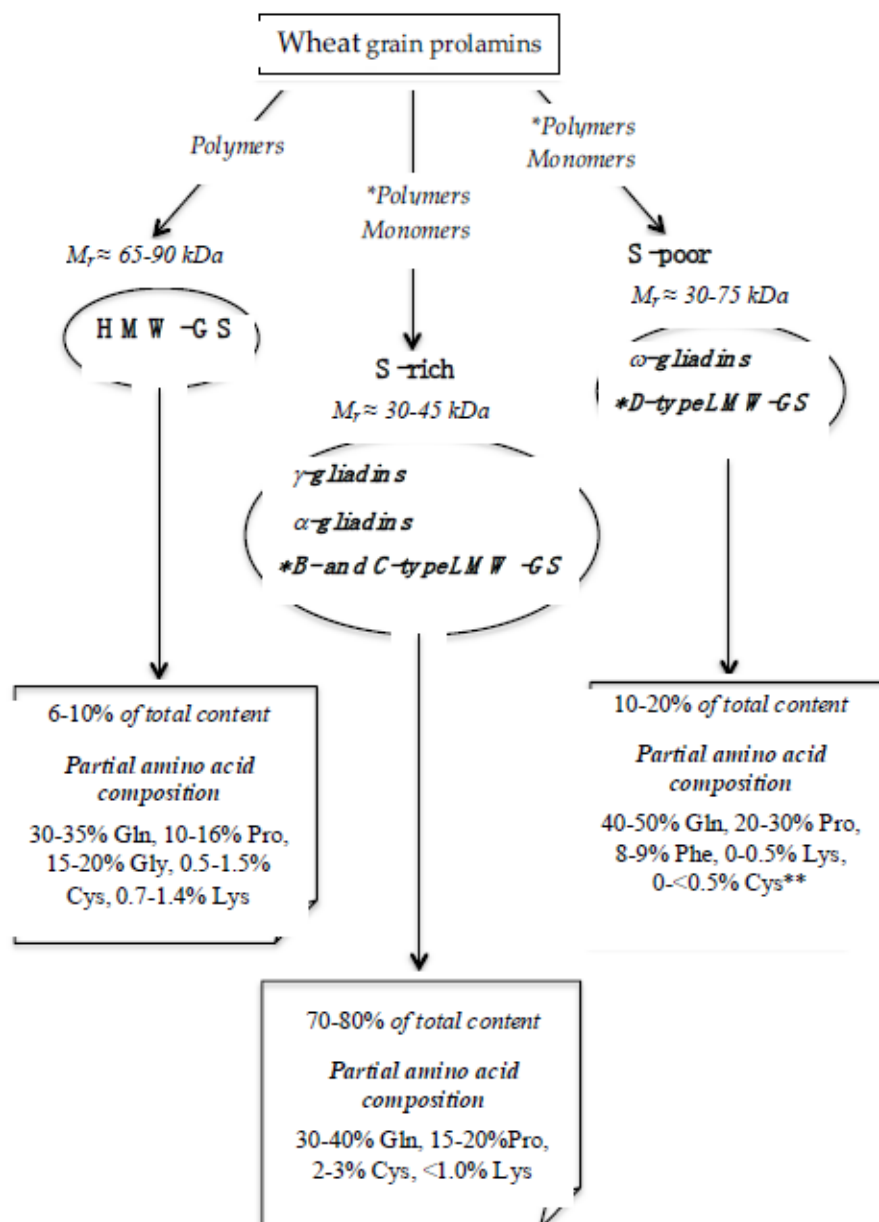 Wheat grain prolamins
Polymers
*Polymers
Monomers
*Polymers
Monomers
Mr ≈ 65-90 kDa
HMW-GS
S-rich
Mr ≈ 30-45 kDa
γ-gliadins
α-gliadins
*B-and C-typeLMW-GS
S-poor
Mr ≈ 30-75 kDa
ω-gliadins
*D-typeLMW-GS
6-10% of total content
Partial amino acid
composition
30-35% Gln, 10-16% Pro,
15-20% Gly, 0.5-1.5%
Cys, 0.7-1.4% Lys
70-80% of total content
Partial amino acid
composition
30-40% Gln, 15-20%Pro,
2-3% Cys, <1.0% Lys
10-20% of total content
Partial amino acid
composition
40-50% Gln, 20-30% Pro,
8-9% Phe, 0-0.5% Lys,
0-<0.5% Cys**